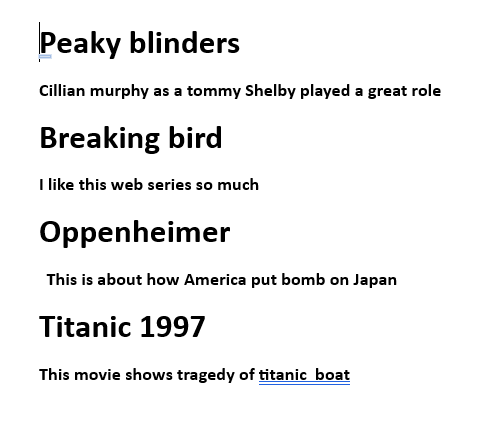 Peaky blinders
Cillian murphy as a tommy Shelby played a great role
Breaking bird
I like this web series so much
Oppenheimer
This is about how America put bomb on Japan
Titanic 1997
This movie shows tragedy of titanic  boat